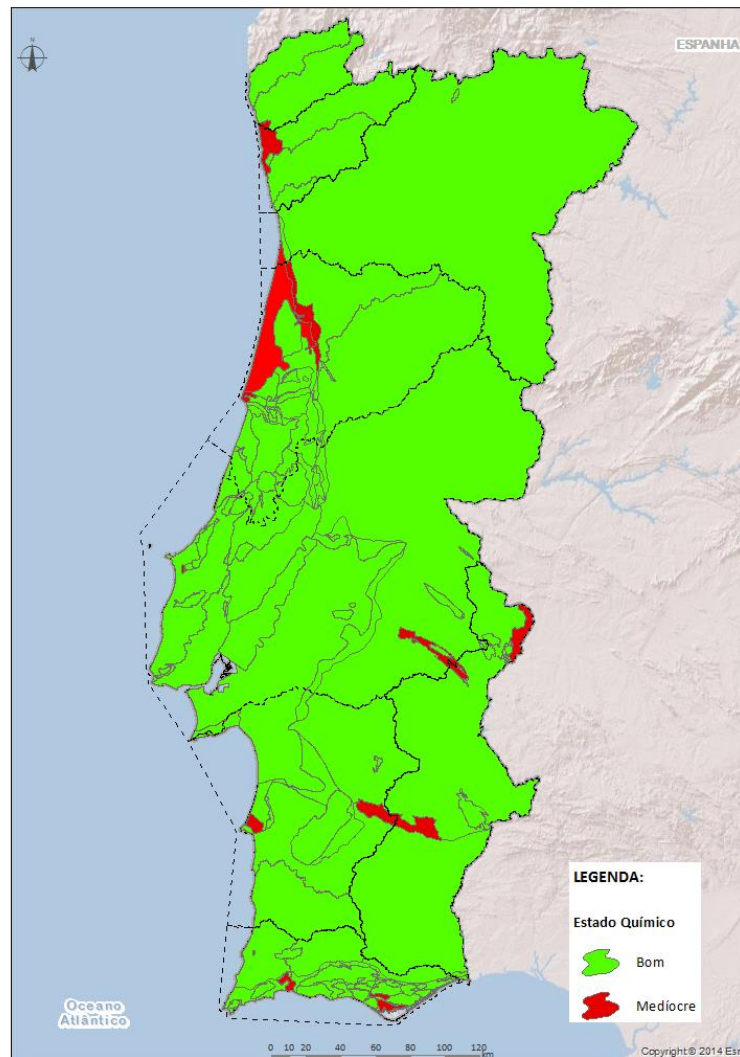 N
ESPANHA
LEGENDA:
Estado Químico
Bom
Medíocre
Oceano
Atlântico
0 10 20 40 60 80 100 120
km
Copyright:© 2014 Esr